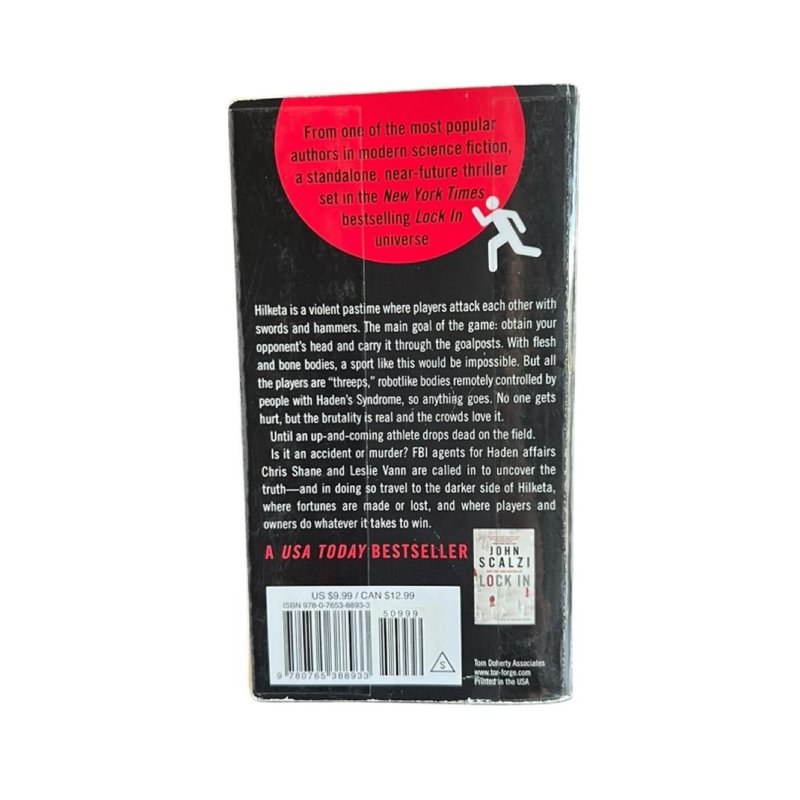 From one of the most popular
authors in modern science fiction,
a standalone, near-future thriller
set in the New York Times
bestselling Lock In
universe
Hilketa is a violent pastime where players attack each other with
swords and hammers. The main goal of the game: obtain your
opponent's head and carry it through the goalposts. With flesh
and bone bodies, a sport like this would be impossible. But all
the players are "threeps," robotlike bodies remotely controlled by
people with Haden's Syndrome, so anything goes. No one gets
hurt, but the brutality is real and the crowds love it.
Until an up-and-coming athlete drops dead on the field.
Is it an accident or murder? FBI agents for Haden affairs
Chris Shane and Leslie Vann are called in to uncover the
truth—and in doing so travel to the darker side of Hilketa,
where fortunes are made or lost, and where players and
owners do whatever it takes to win.
A USA TODAY BESTSELLER
JOHN
SCALZI
LOCK IN
US $9.99 / CAN $12.99
ISBN 978-0-7653-8893-3
50999
9 780765 388933
S
Tom Doherty Associates
www.tor-forge.com
Printed in the USA